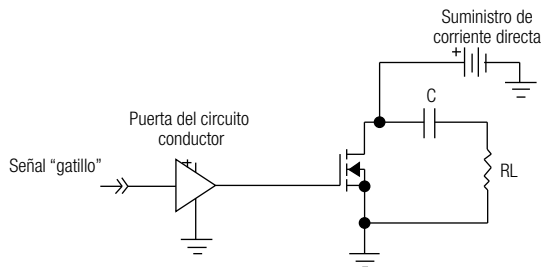 Suministro de
corriente directa
+
C
Puerta del circuito
conductor
+
Señal “gatillo”
RL